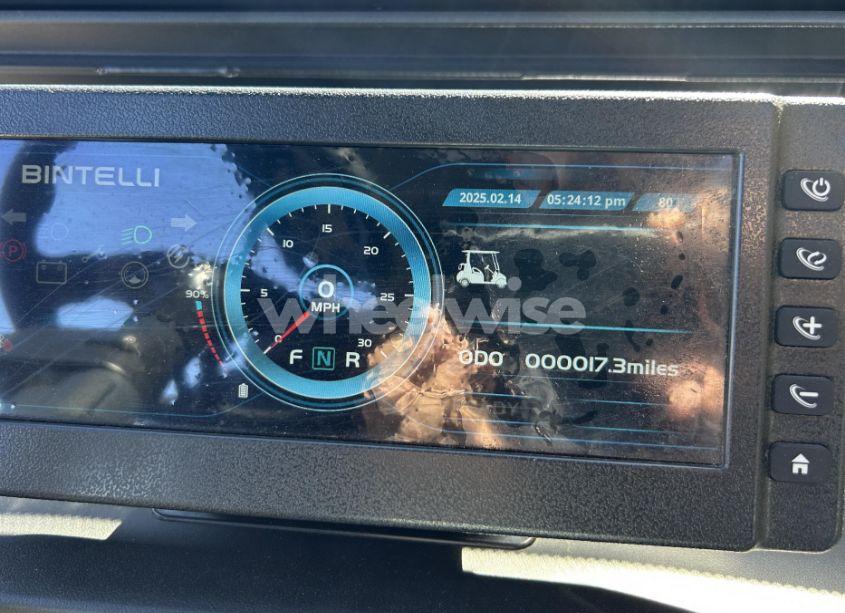 BINTELLI
2025.02.14 05:24:12 pm 80
P
15
10
20
5
25
0
30
0
MPH
90%
F N R
ODO 000017.3miles
wheelwise